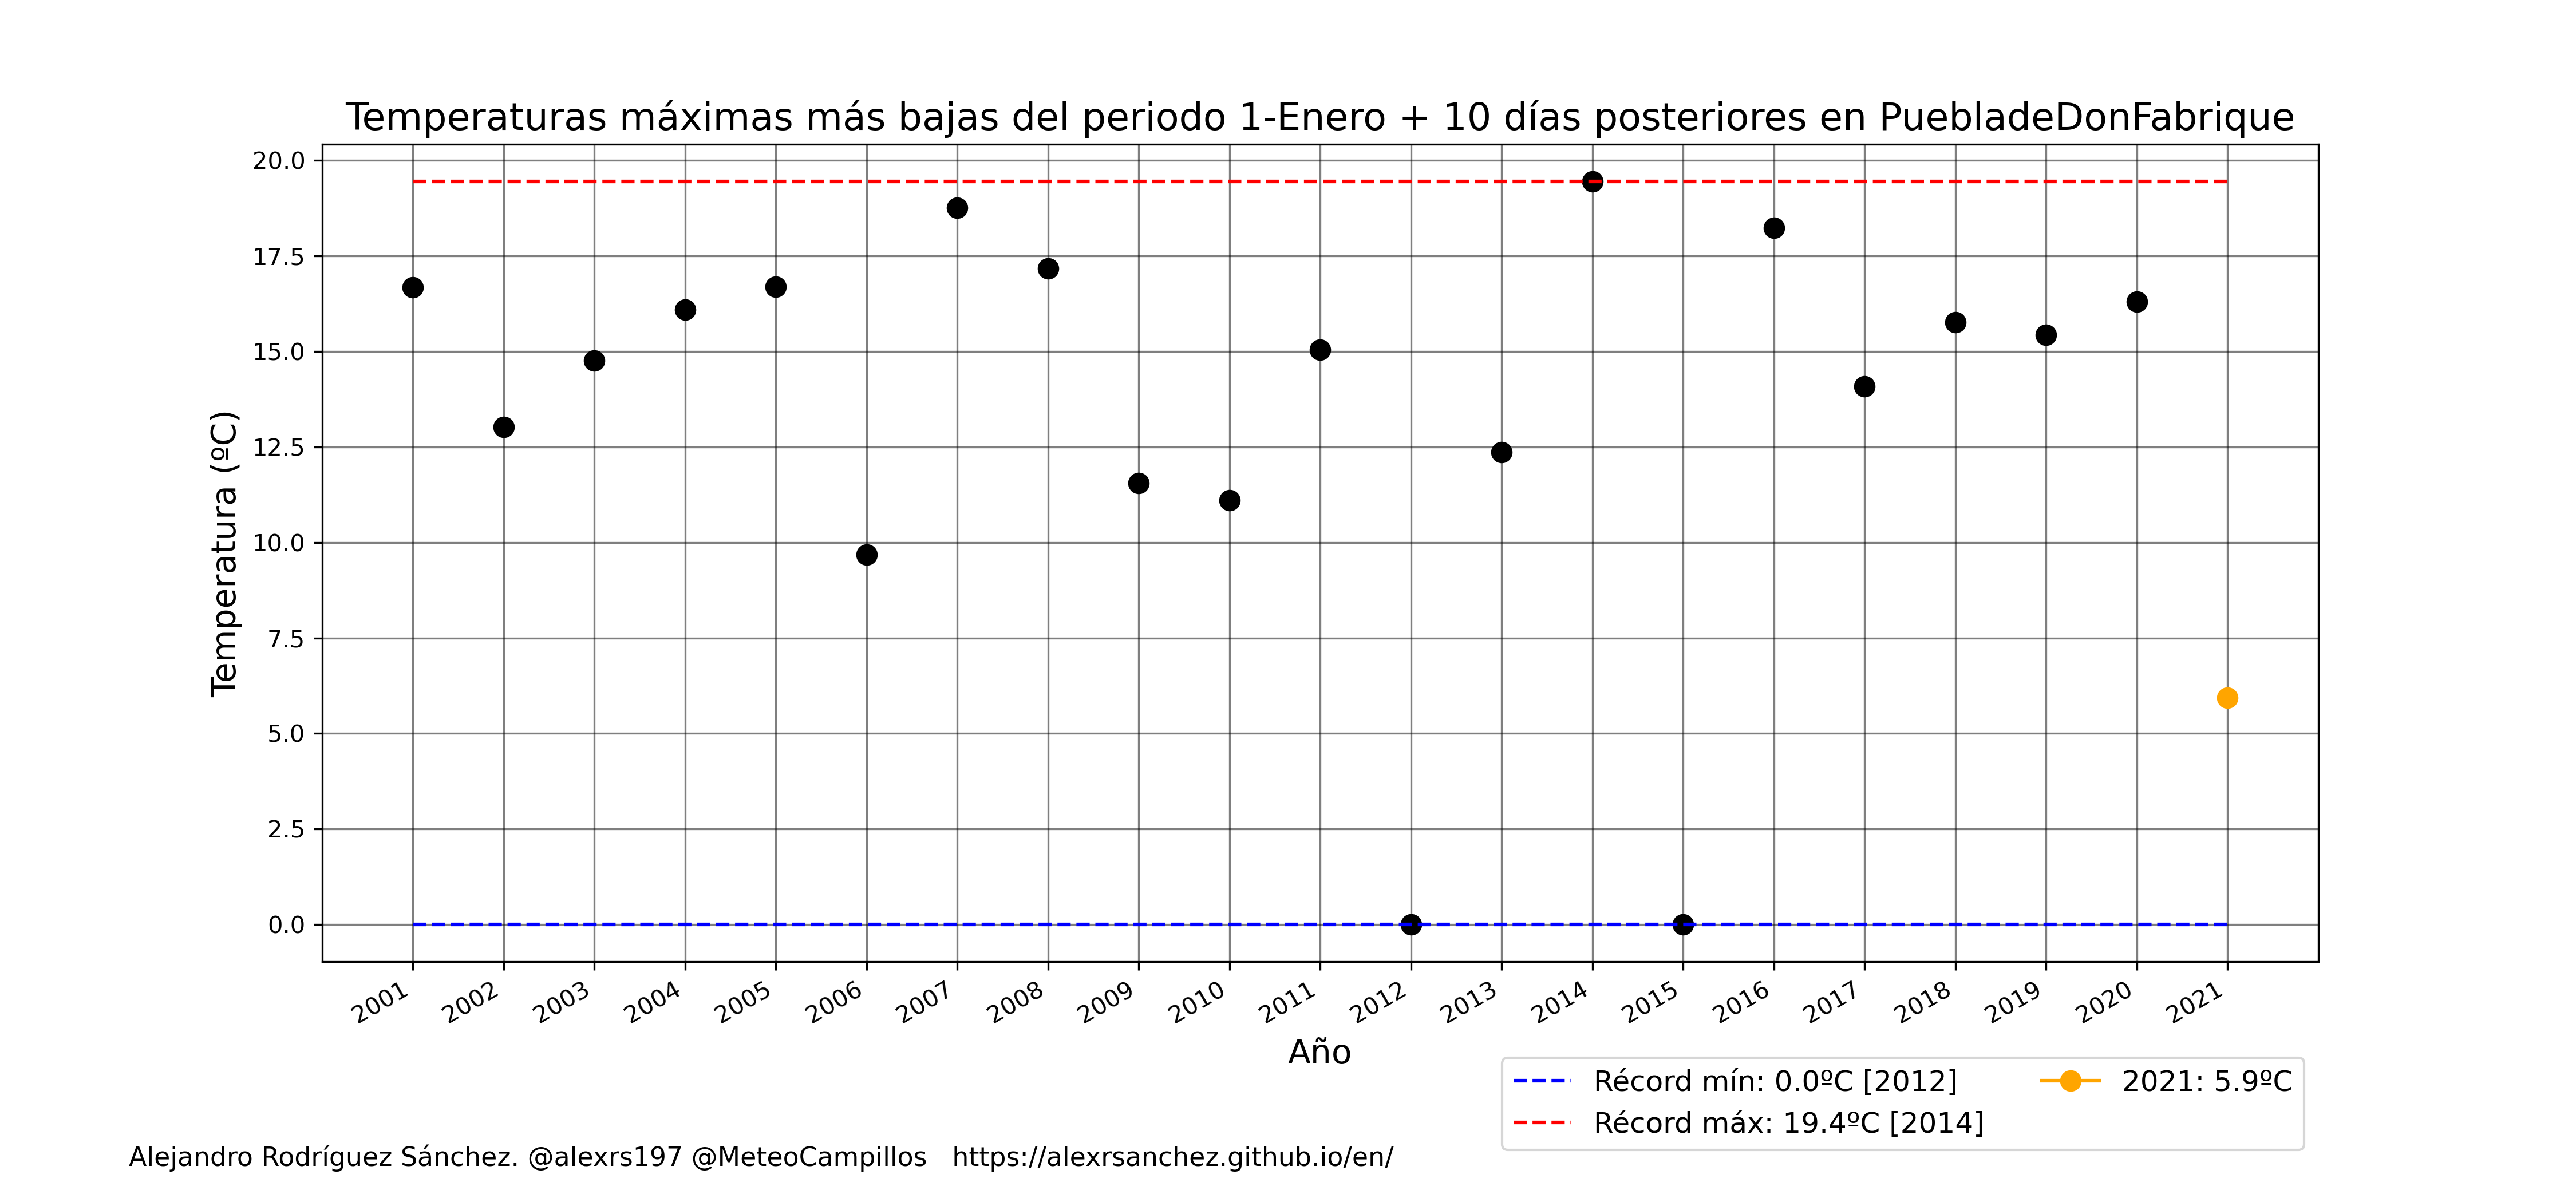 Temperaturas máximas más bajas del periodo 1-Enero + 10 días posteriores en PuebladeDonFabrique
Temperatura (ºC)
20.0
17.5
15.0
12.5
10.0
7.5
5.0
2.5
0.0
2001 2002 2003 2004 2005 2006 2007 2008 2009 2010 2011 2012 2013 2014 2015 2016 2017 2018 2019 2020 2021
Año
Récord mín: 0.0ºC [2012]
Récord máx: 19.4ºC [2014]
2021: 5.9ºC
Alejandro Rodríguez Sánchez. @alexrs197 @MeteoCampillos https://alexrsanchez.github.io/en/